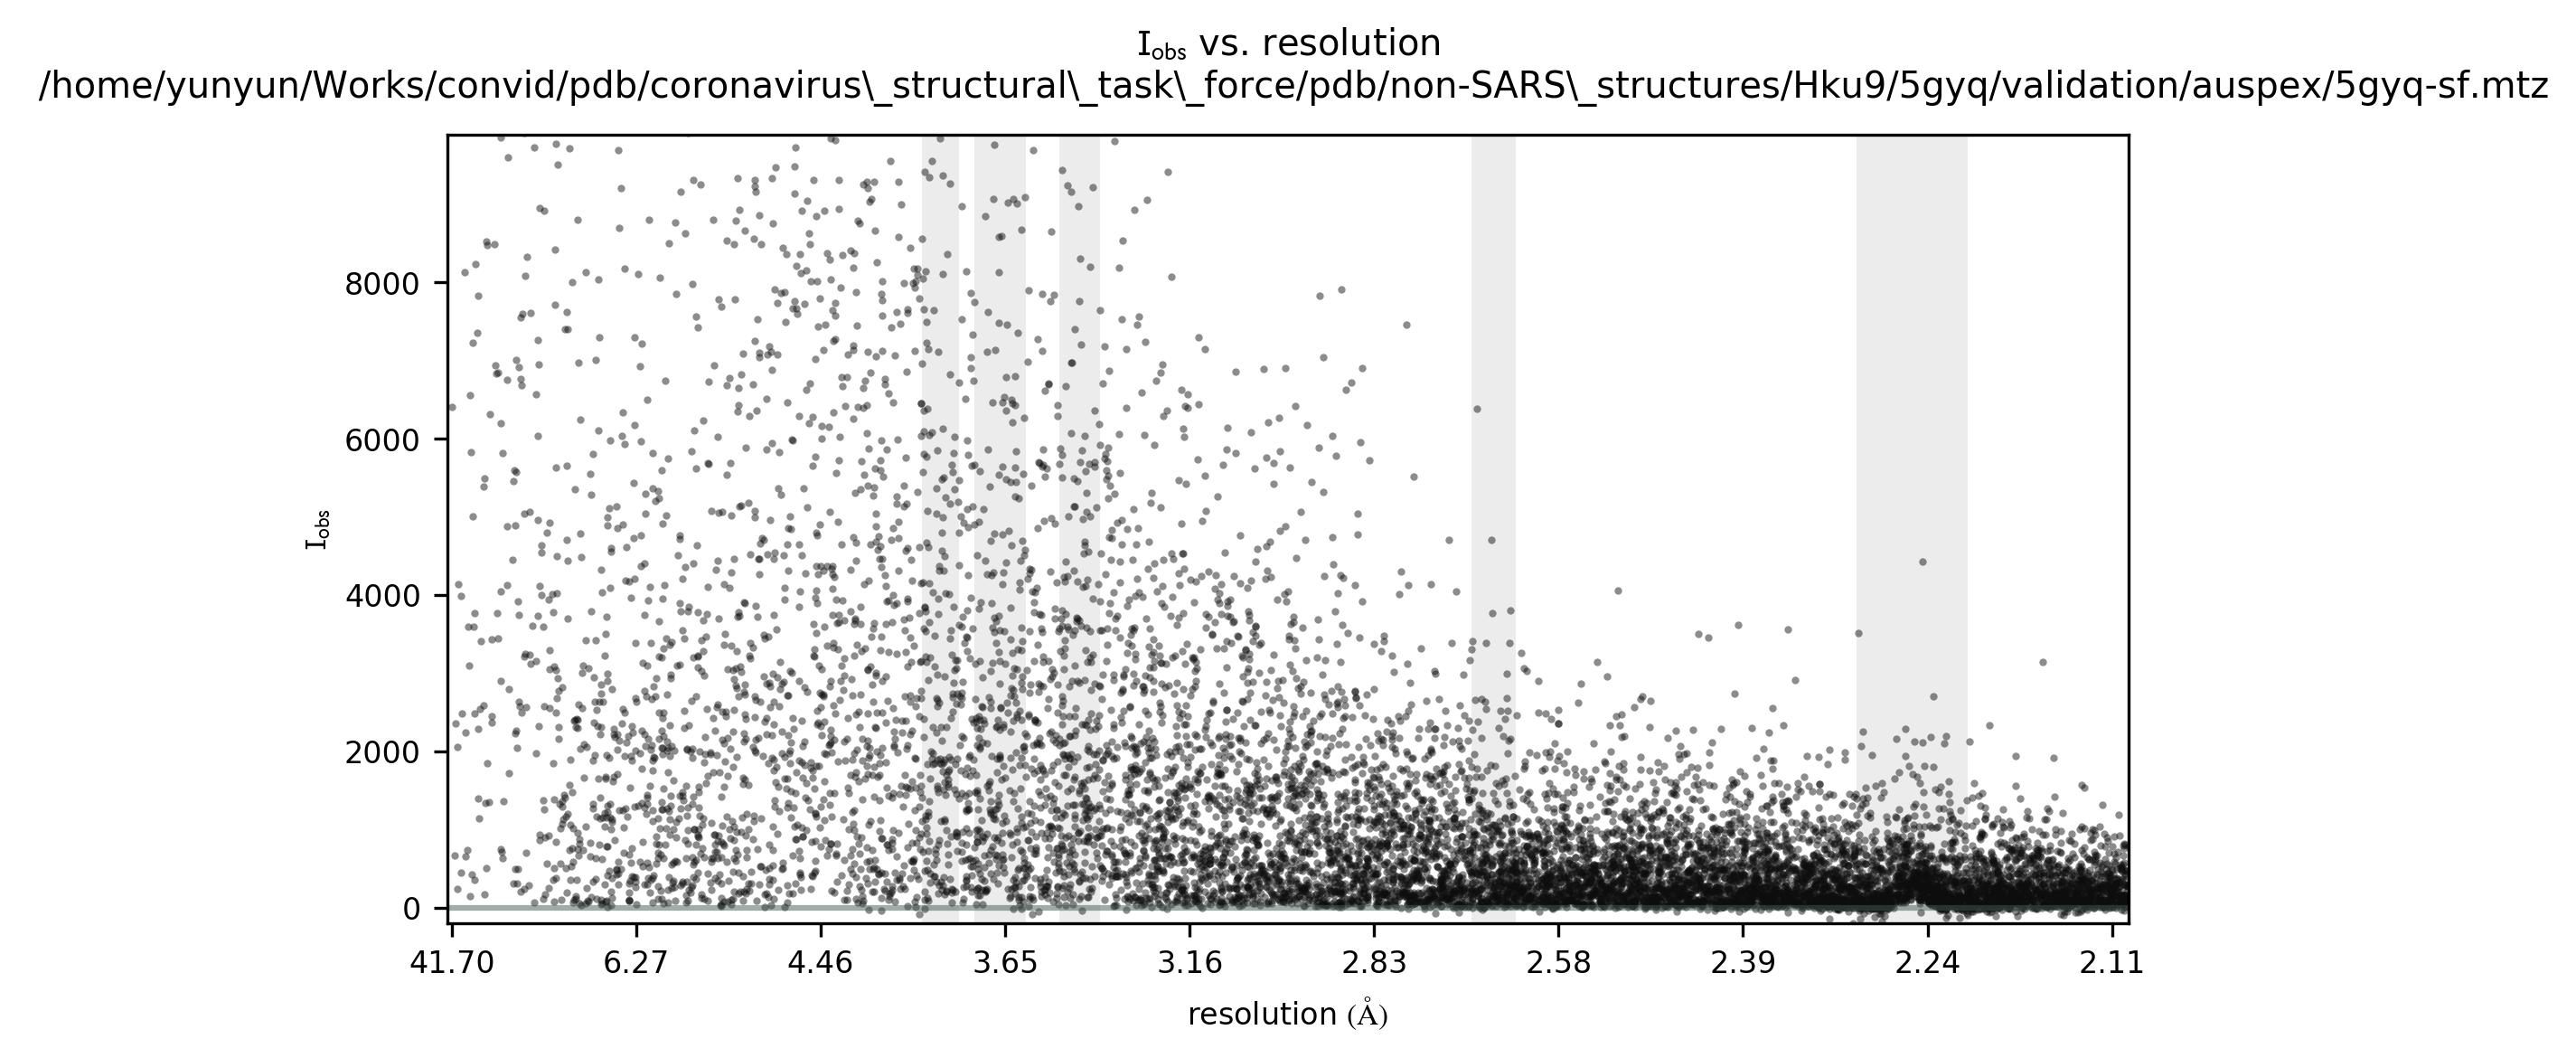 I_obs vs. resolution
/home/yunyun/Works/convid/pdb/coronavirus\_structural\_task\_force/pdb/non-SARS\_structures/Hku9/5gyq/validation/auspex/5gyq-sf.mtz
8000
6000
I_obs
4000
2000
0
41.70 6.27 4.46 3.65 3.16 2.83 2.58 2.39 2.24 2.11
resolution (Å)